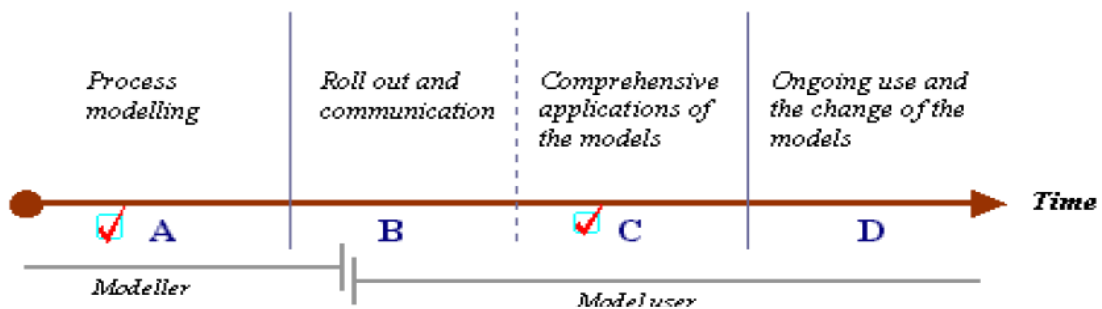 Process
modelling
Roll out and
communication
Comprehensive
applications of
the models
Ongoing use and
the change of the
models
Time
A
B
C
D
Modeller
Model user